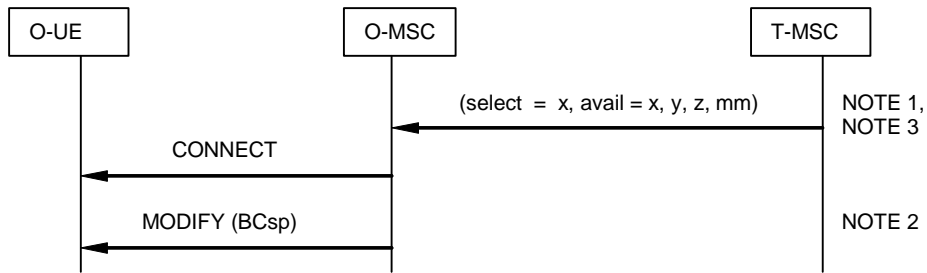 O-UE
O-MSC
T-MSC
(select = x, avail = x, y, z, mm)
NOTE 1,
NOTE 3
CONNECT
MODIFY (BCsp)
NOTE 2